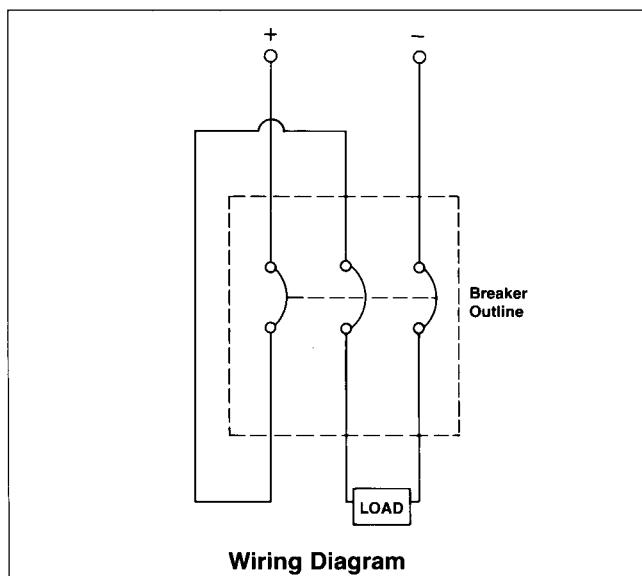 + −
Breaker
Outline
LOAD
Wiring Diagram